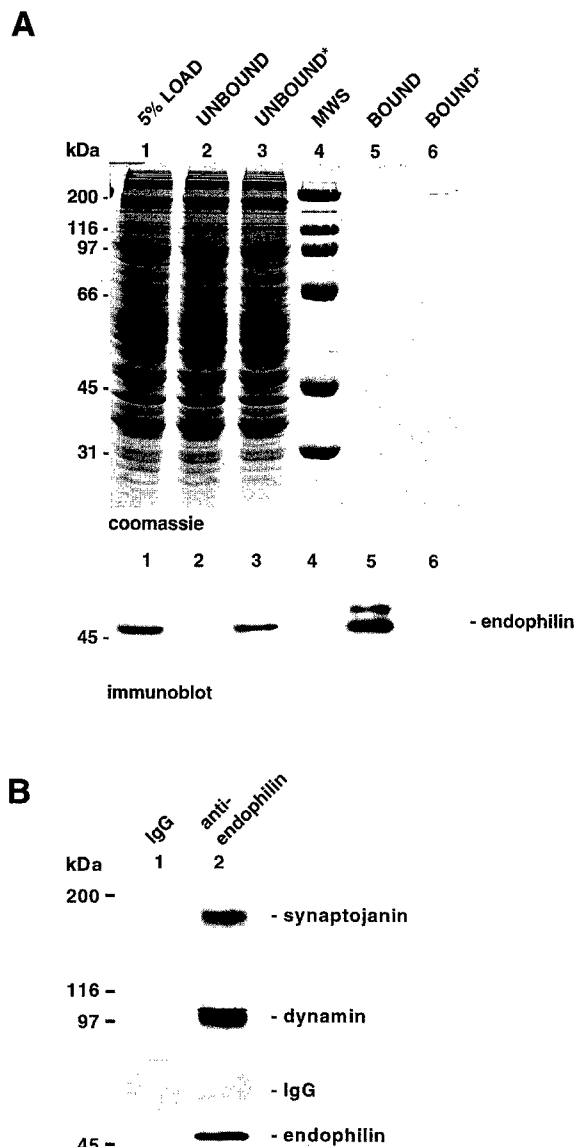 A
5% LOAD UNBOUND UNBOUND* MWS BOUND BOUND*
kDa 1 2 3 4 5 6
200 -
116 -
97 -
66 -
45 -
31 -
coomassie
1 2 3 4 5 6
- endophilin
45 -
immunoblot
B
IgG anti-endophilin
kDa 1 2
200 -
- synaptojanin
116 -
97 - - dynamin
- IgG
45 - - endophilin